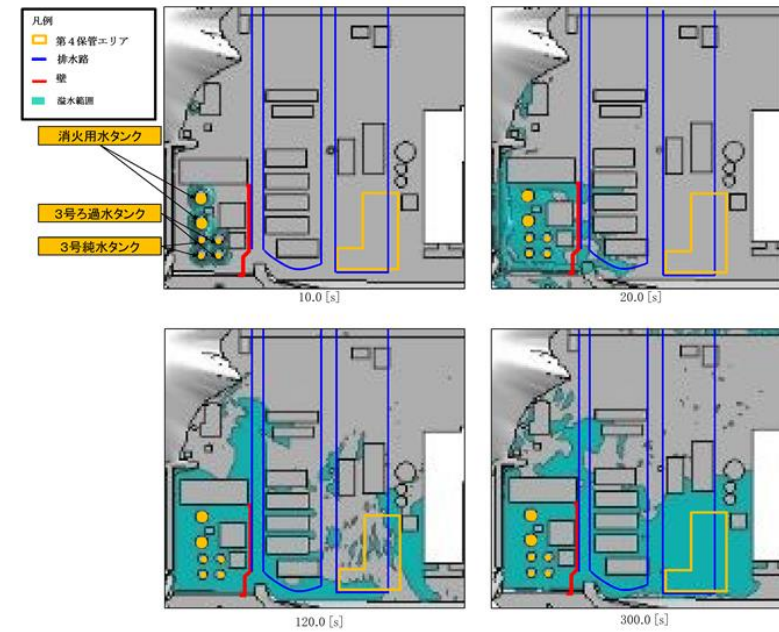 凡例
第4保管エリア
排水路
壁
溢水範囲
消火用水タンク
3号ろ過水タンク
3号純水タンク
10.0[s]
20.0[s]
120.0[s]
300.0[s]